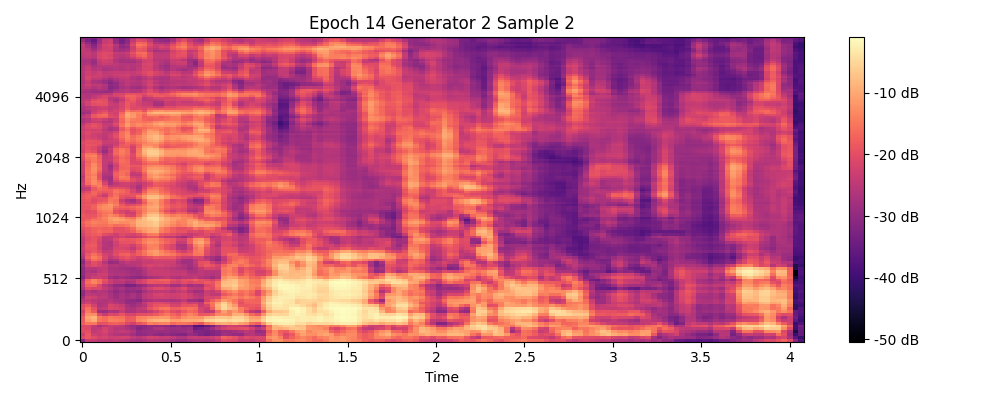 Epoch 14 Generator 2 Sample 2
Hz
4096
2048
1024
512
0
0 0.5 1 1.5 2 2.5 3 3.5 4
Time
-10 dB
-20 dB
-30 dB
-40 dB
-50 dB